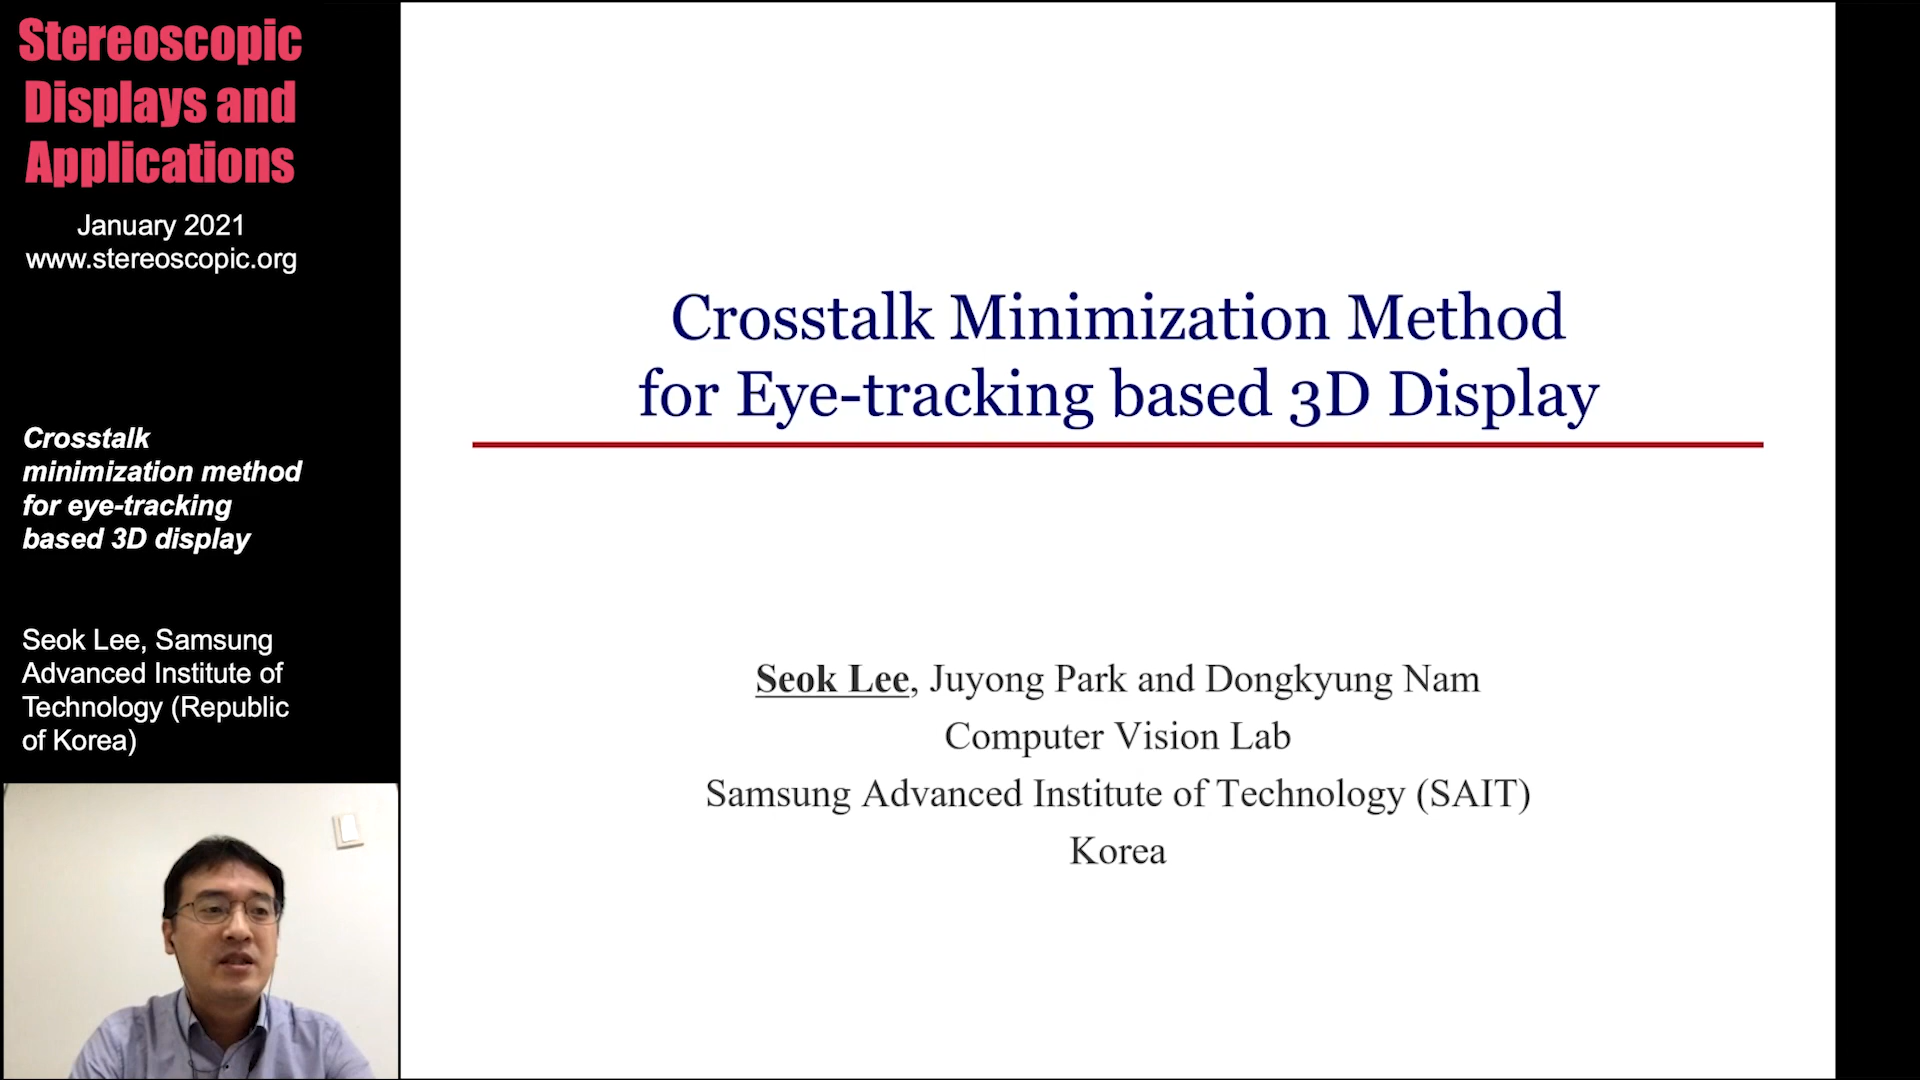 Stereoscopic
Displays and
Applications
January 2021
www.stereoscopic.org
Crosstalk
minimization method
for eye-tracking
based 3D display
Seok Lee, Samsung
Advanced Institute of
Technology (Republic
of Korea)
Crosstalk Minimization Method
for Eye-tracking based 3D Display
Seok Lee, Juyong Park and Dongkyung Nam
Computer Vision Lab
Samsung Advanced Institute of Technology (SAIT)
Korea